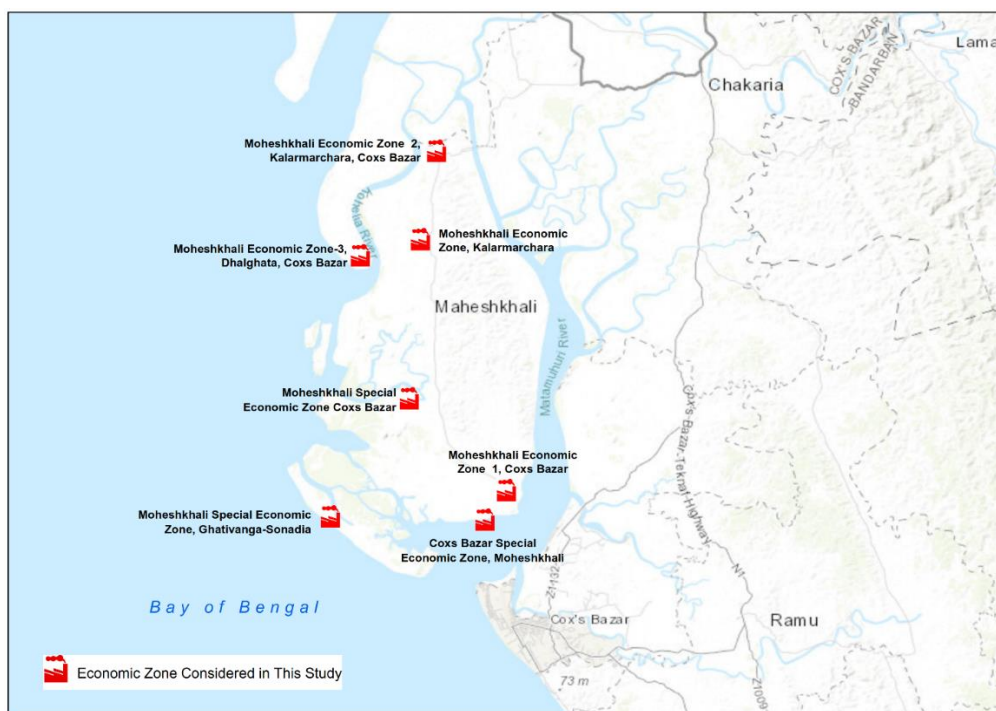 COX'S BAZAR
BANDARBAN
Lama
Chakaria
Moheshkhali Economic Zone 2,
Kalarmarchara, Coxs Bazar
Kohelia River
Moheshkhali Economic
Zone, Kalarmarchara
Moheshkhali Economic Zone-3,
Dhalghata, Coxs Bazar
Maheshkhali
Matamuhuri River
Moheshkhali Special
Economic Zone Coxs Bazar
Cox's Bazar-Teknaf Highway
Moheshkhali Economic
Zone 1, Coxs Bazar
Moheshkhali Special Economic
Zone, Ghativanga-Sonadia
Coxs Bazar Special
Economic Zone, Moheshkhali
Z1132
N1
Bay of Bengal
Cox's Bazar
Ramu
Economic Zone Considered in This Study
73 m
Z1009